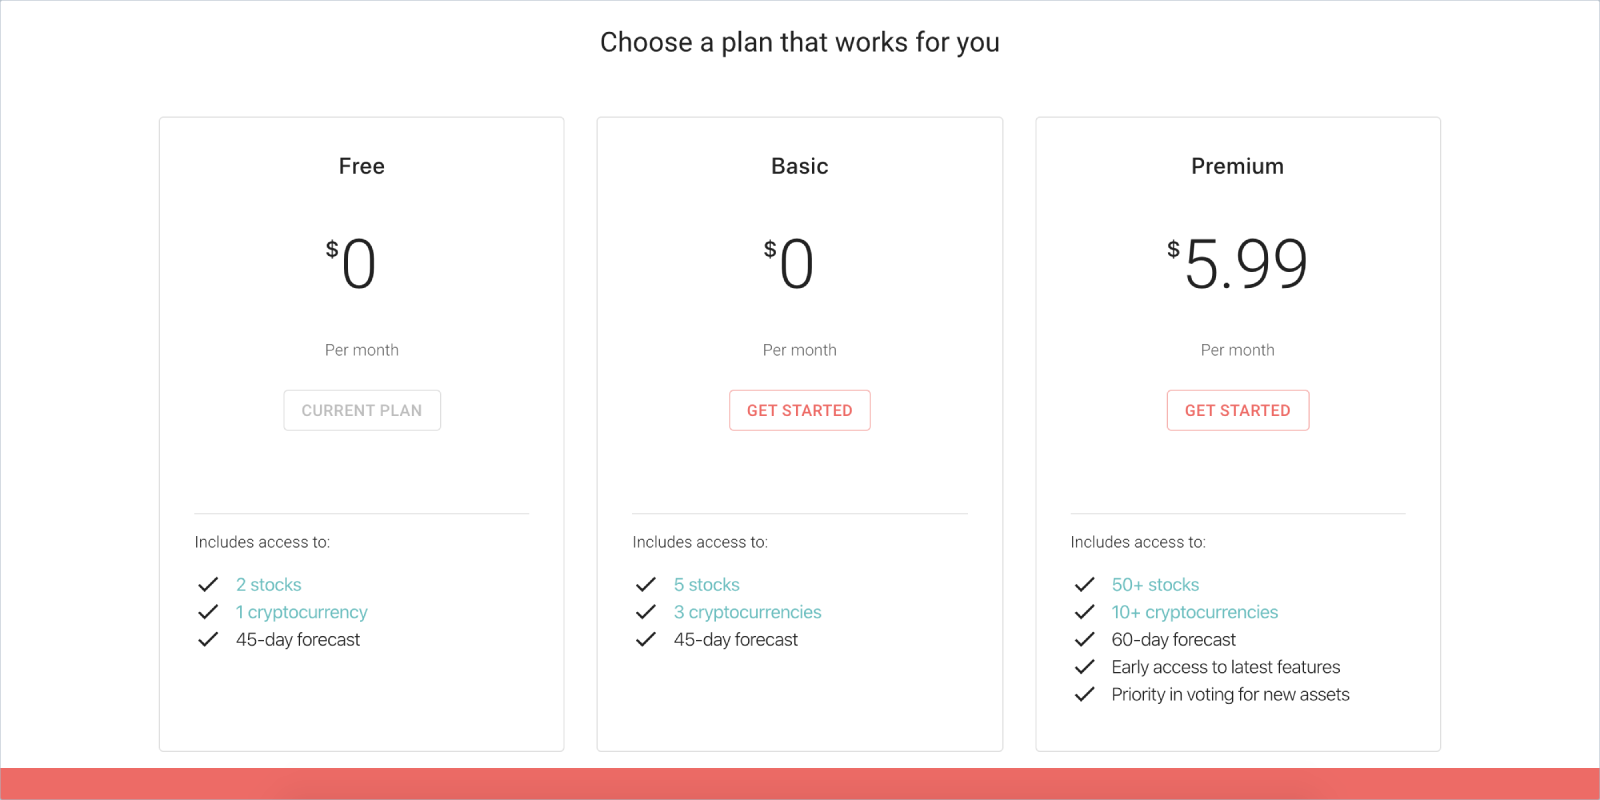 Choose a plan that works for you
Free
$0
Per month
CURRENT PLAN
Includes access to:
2 stocks
1 cryptocurrency
45-day forecast
Basic
$0
Per month
GET STARTED
Includes access to:
5 stocks
3 cryptocurrencies
45-day forecast
Premium
$5.99
Per month
GET STARTED
Includes access to:
50+ stocks
10+ cryptocurrencies
60-day forecast
Early access to latest features
Priority in voting for new assets